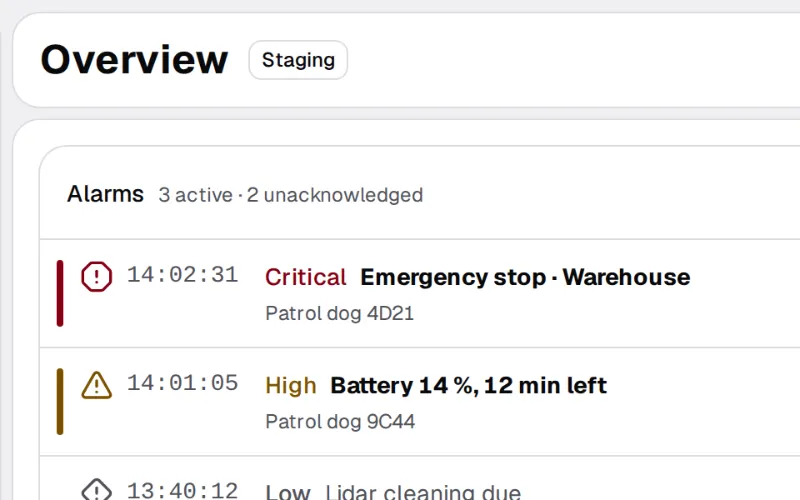 Overview Staging
Alarms 3 active · 2 unacknowledged
14:02:31 Critical Emergency stop · Warehouse
Patrol dog 4D21
14:01:05 High Battery 14 %, 12 min left
Patrol dog 9C44
13:40:12 Low Lidar cleaning due